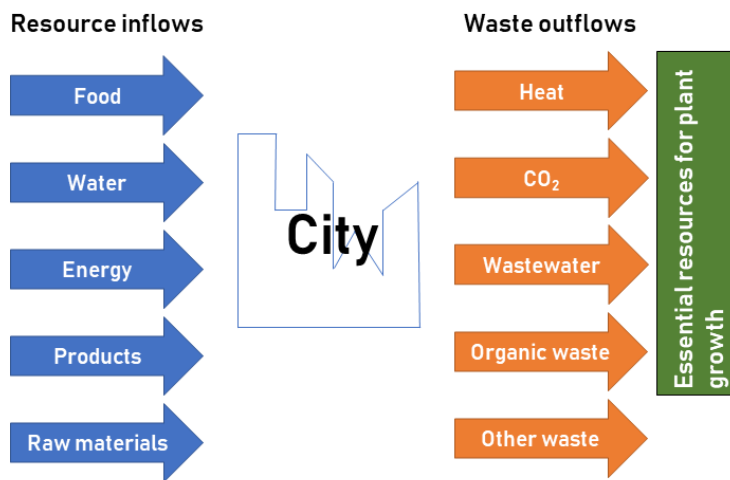 Resource inflows
Food
Water
Energy
Products
Raw materials
City
Waste outflows
Heat
CO₂
Wastewater
Organic waste
Other waste
Essential resources for plant
growth